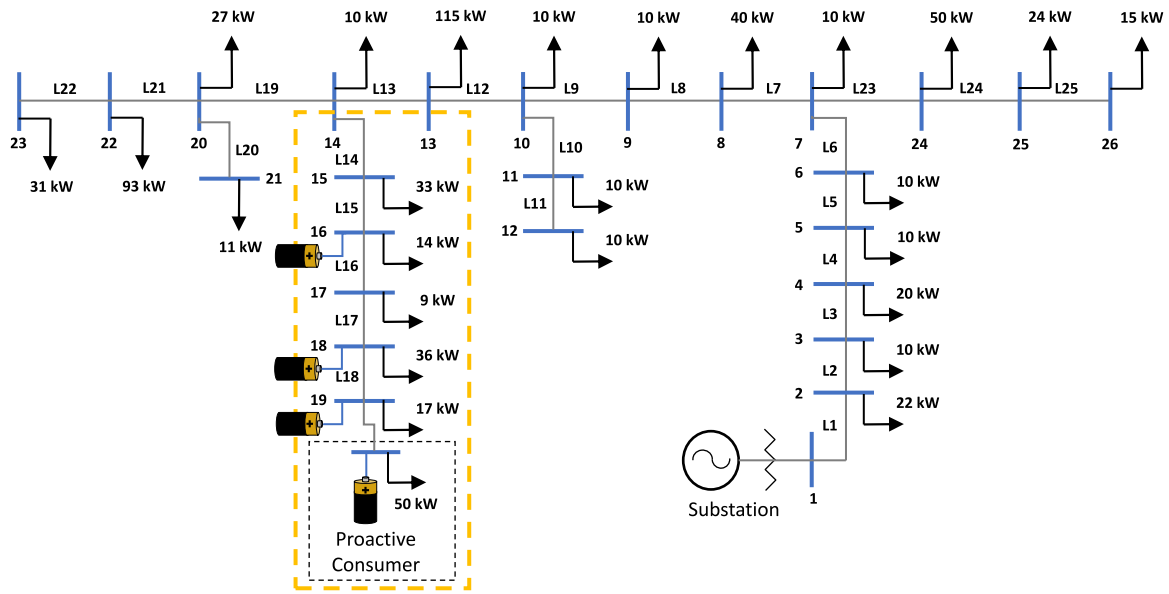 27 kW
10 kW
115 kW
10 kW
10 kW
40 kW
10 kW
50 kW
24 kW
15 kW
L22
L21
L19
L13
L12
L9
L8
L7
L23
L24
L25
23
22
20
14
13
10
9
8
7
24
25
26
31 kW
93 kW
L20
21
11 kW
L14
15
33 kW
L15
16
14 kW
L16
17
9 kW
L17
18
36 kW
L18
19
17 kW
50 kW
Proactive
Consumer
L10
11
10 kW
L11
12
10 kW
L6
6
10 kW
L5
5
10 kW
L4
4
20 kW
L3
3
10 kW
L2
2
22 kW
L1
1
Substation